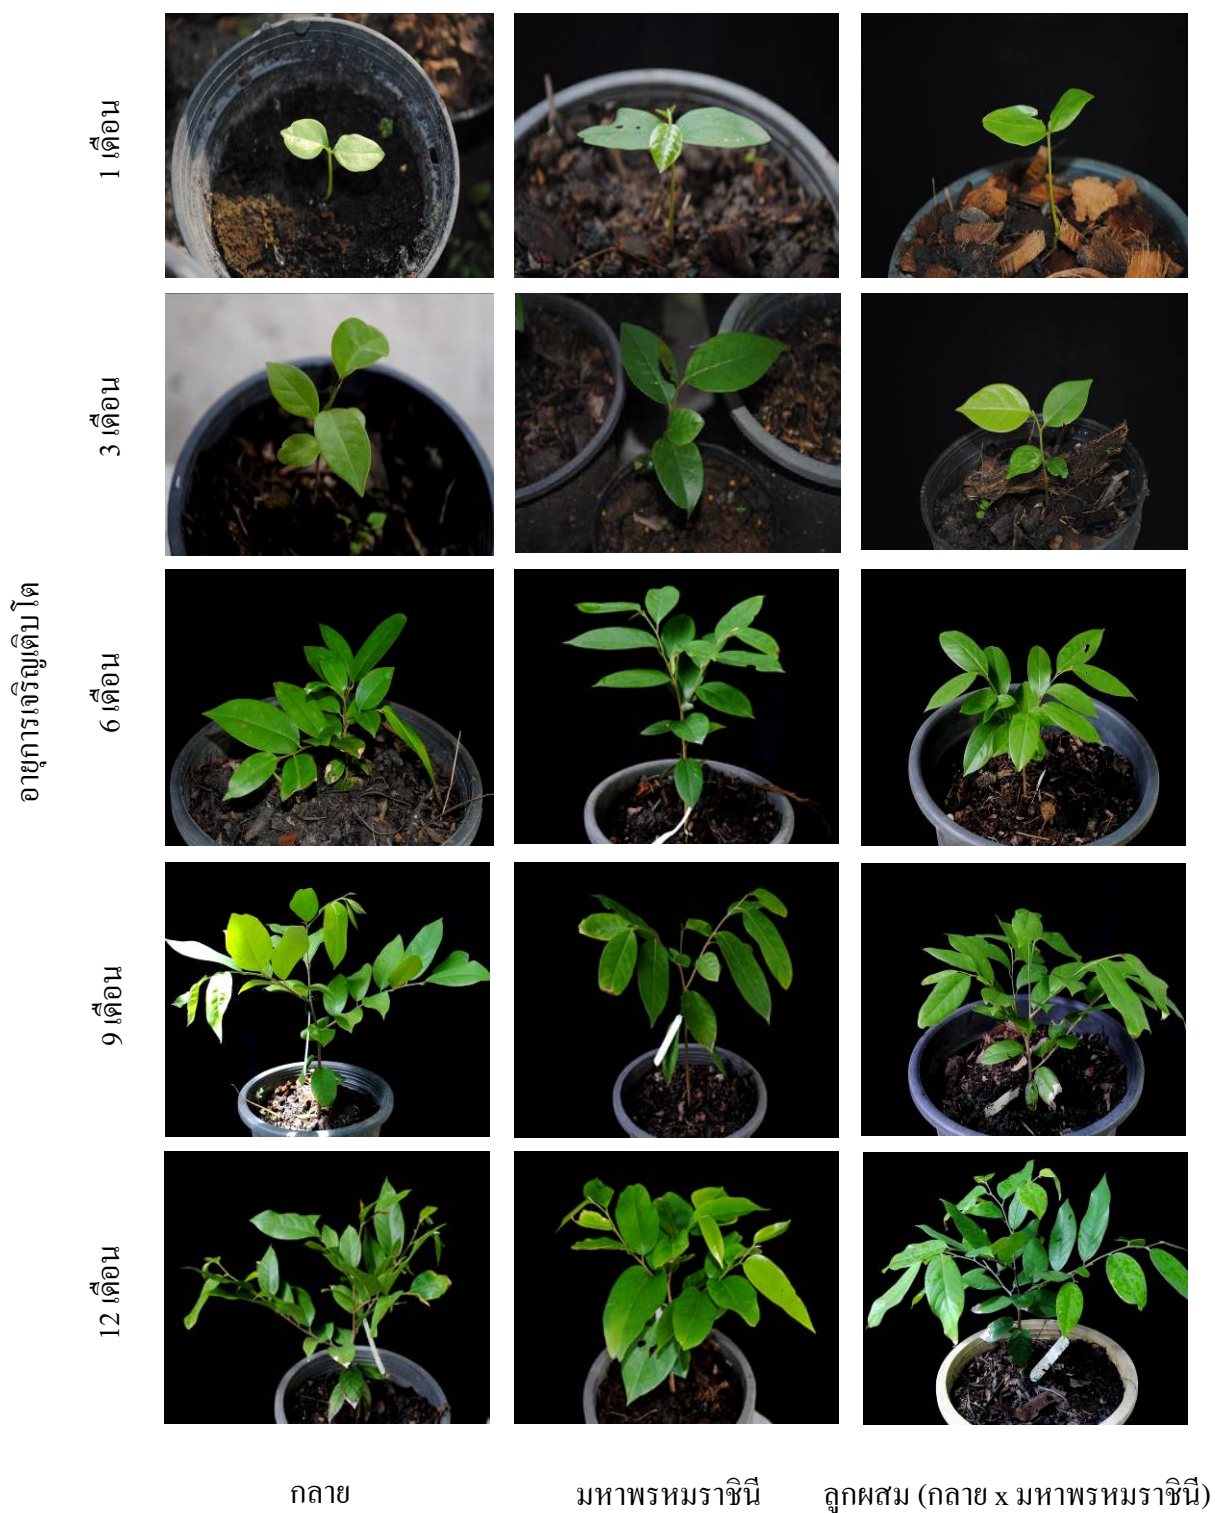 อายุการเจริญเติบโต
1 เดือน
3 เดือน
6 เดือน
9 เดือน
12 เดือน
กลาย
มหาพรหมราชินี
ลูกผสม (กลาย x มหาพรหมราชินี)